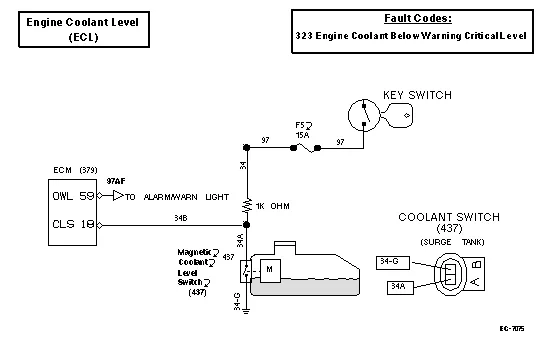 Engine Coolant Level
(ECL)
Fault Codes:
323 Engine Coolant Below Warning Critical Level
KEY SWITCH
F52
15A
97
97
34
ECM (379)
97AF
OWL 59
TO ALARM/WARN LIGHT
1K OHM
CLS 18
34B
34A
COOLANT SWITCH
(437)
(SURGE TANK)
Magnetic
Coolant
Level
Switch
(437)
437
M
34-G
34-G
34A
A B
EC-7075